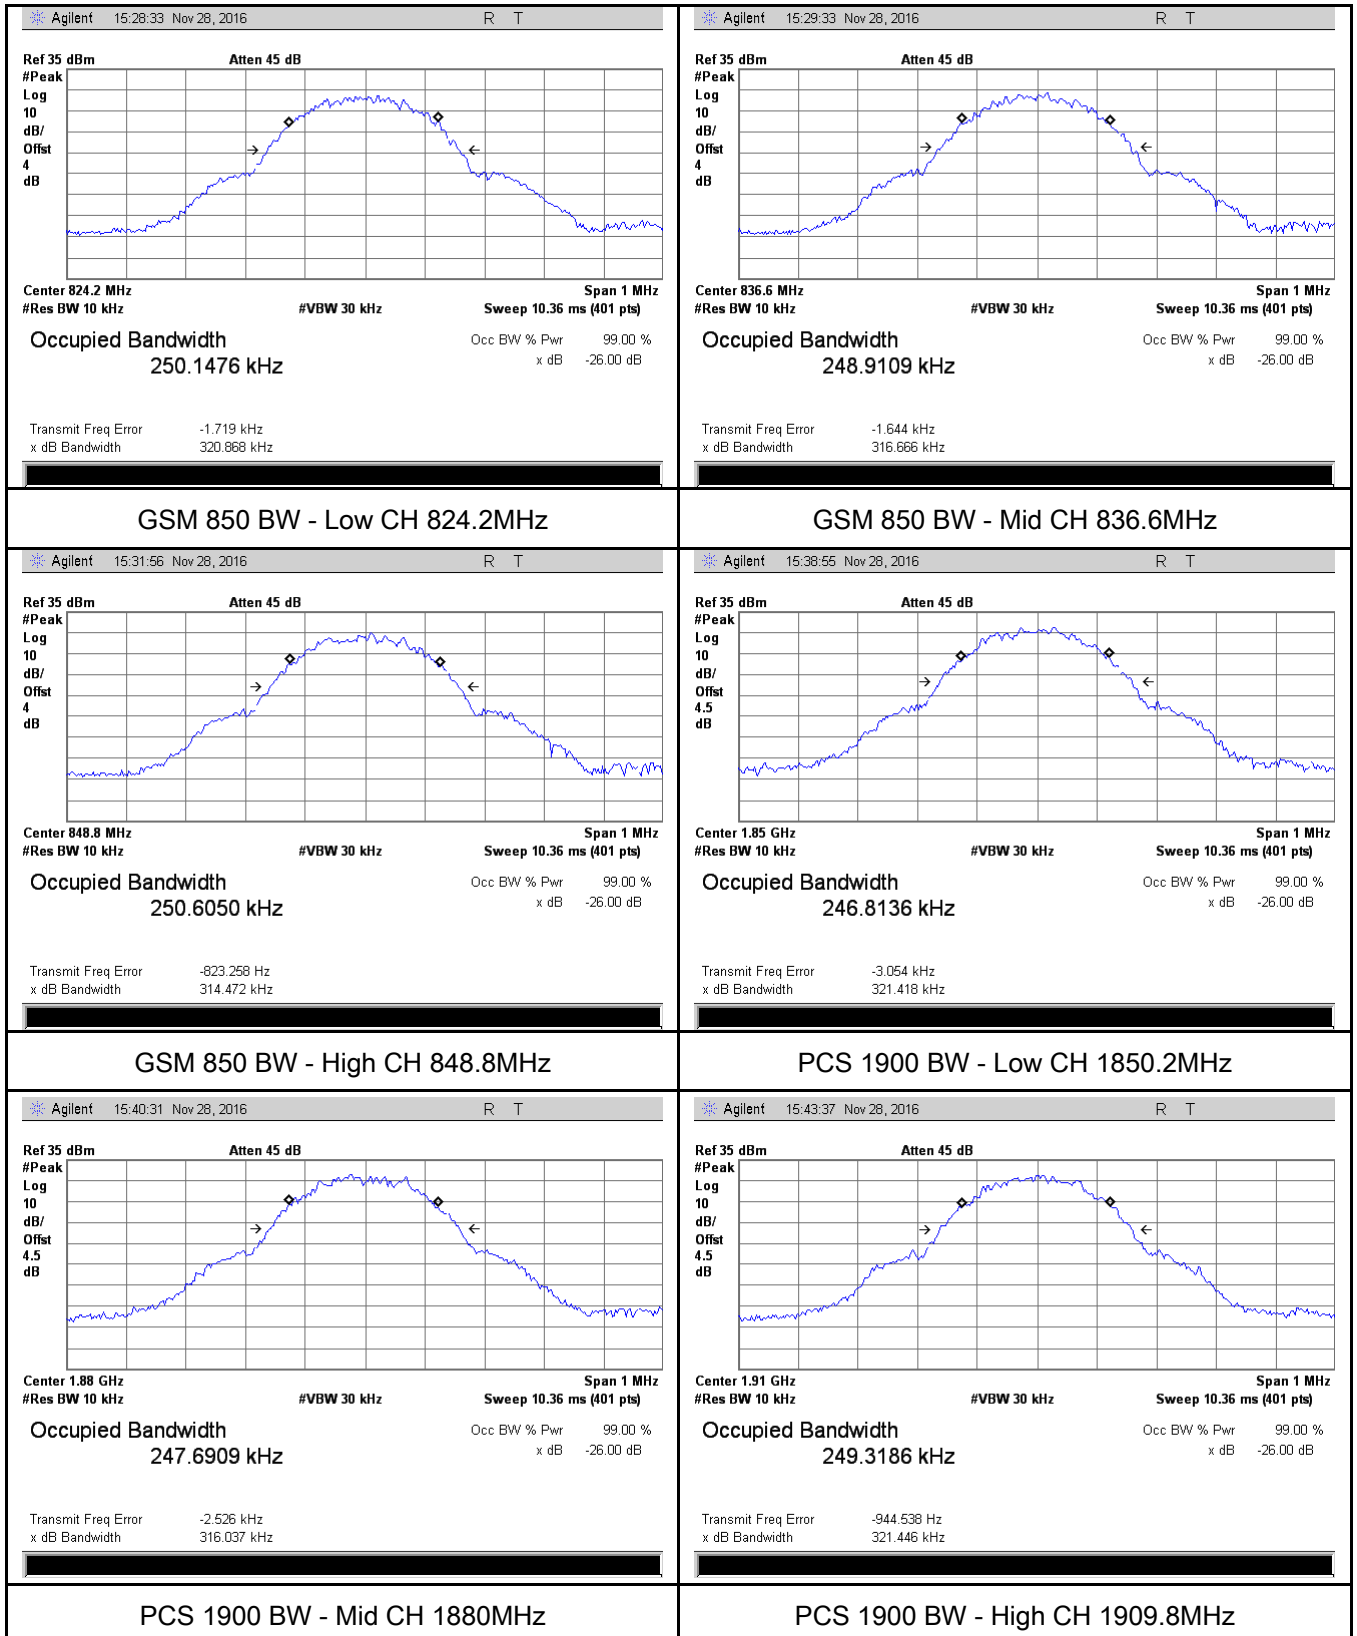 Agilent 15:28:33 Nov 28, 2016 R T
Ref 35 dBm Atten 45 dB
#Peak
Log
10
dB/
Offst
4
dB
Center 824.2 MHz Span 1 MHz
#Res BW 10 kHz #VBW 30 kHz Sweep 10.36 ms (401 pts)
Occupied Bandwidth Occ BW % Pwr 99.00 %
250.1476 kHz x dB -26.00 dB
Transmit Freq Error -1.719 kHz
x dB Bandwidth 320.868 kHz
GSM 850 BW - Low CH 824.2MHz
Agilent 15:29:33 Nov 28, 2016 R T
Ref 35 dBm Atten 45 dB
#Peak
Log
10
dB/
Offst
4
dB
Center 836.6 MHz Span 1 MHz
#Res BW 10 kHz #VBW 30 kHz Sweep 10.36 ms (401 pts)
Occupied Bandwidth Occ BW % Pwr 99.00 %
248.9109 kHz x dB -26.00 dB
Transmit Freq Error -1.644 kHz
x dB Bandwidth 316.666 kHz
GSM 850 BW - Mid CH 836.6MHz
Agilent 15:31:56 Nov 28, 2016 R T
Ref 35 dBm Atten 45 dB
#Peak
Log
10
dB/
Offst
4
dB
Center 848.8 MHz Span 1 MHz
#Res BW 10 kHz #VBW 30 kHz Sweep 10.36 ms (401 pts)
Occupied Bandwidth Occ BW % Pwr 99.00 %
250.6050 kHz x dB -26.00 dB
Transmit Freq Error -823.258 Hz
x dB Bandwidth 314.472 kHz
GSM 850 BW - High CH 848.8MHz
Agilent 15:38:55 Nov 28, 2016 R T
Ref 35 dBm Atten 45 dB
#Peak
Log
10
dB/
Offst
4.5
dB
Center 1.85 GHz Span 1 MHz
#Res BW 10 kHz #VBW 30 kHz Sweep 10.36 ms (401 pts)
Occupied Bandwidth Occ BW % Pwr 99.00 %
246.8136 kHz x dB -26.00 dB
Transmit Freq Error -3.054 kHz
x dB Bandwidth 321.418 kHz
PCS 1900 BW - Low CH 1850.2MHz
Agilent 15:40:31 Nov 28, 2016 R T
Ref 35 dBm Atten 45 dB
#Peak
Log
10
dB/
Offst
4.5
dB
Center 1.88 GHz Span 1 MHz
#Res BW 10 kHz #VBW 30 kHz Sweep 10.36 ms (401 pts)
Occupied Bandwidth Occ BW % Pwr 99.00 %
247.6909 kHz x dB -26.00 dB
Transmit Freq Error -2.526 kHz
x dB Bandwidth 316.037 kHz
PCS 1900 BW - Mid CH 1880MHz
Agilent 15:43:37 Nov 28, 2016 R T
Ref 35 dBm Atten 45 dB
#Peak
Log
10
dB/
Offst
4.5
dB
Center 1.91 GHz Span 1 MHz
#Res BW 10 kHz #VBW 30 kHz Sweep 10.36 ms (401 pts)
Occupied Bandwidth Occ BW % Pwr 99.00 %
249.3186 kHz x dB -26.00 dB
Transmit Freq Error -944.538 Hz
x dB Bandwidth 321.446 kHz
PCS 1900 BW - High CH 1909.8MHz